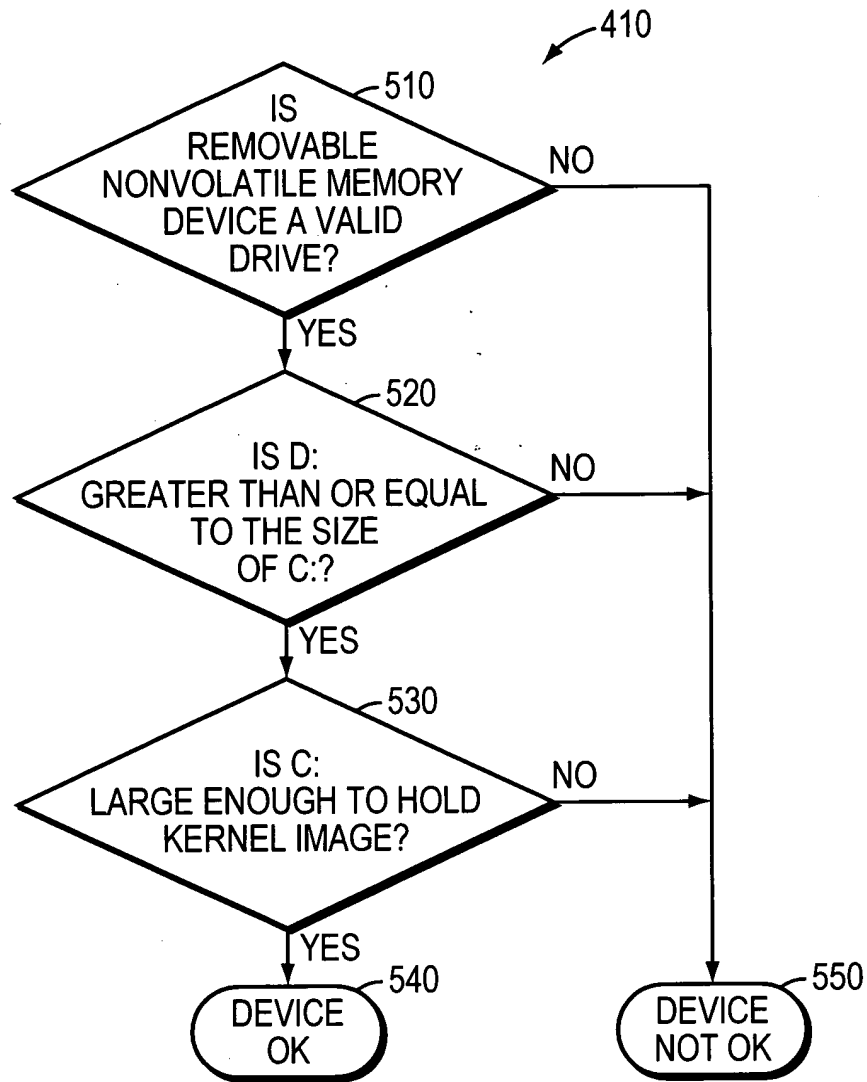 410
510
IS
REMOVABLE
NONVOLATILE MEMORY
DEVICE A VALID
DRIVE?
NO
YES
520
IS D:
GREATER THAN OR EQUAL
TO THE SIZE
OF C:?
NO
YES
530
IS C:
LARGE ENOUGH TO HOLD
KERNEL IMAGE?
NO
YES
540
DEVICE
OK
550
DEVICE
NOT OK